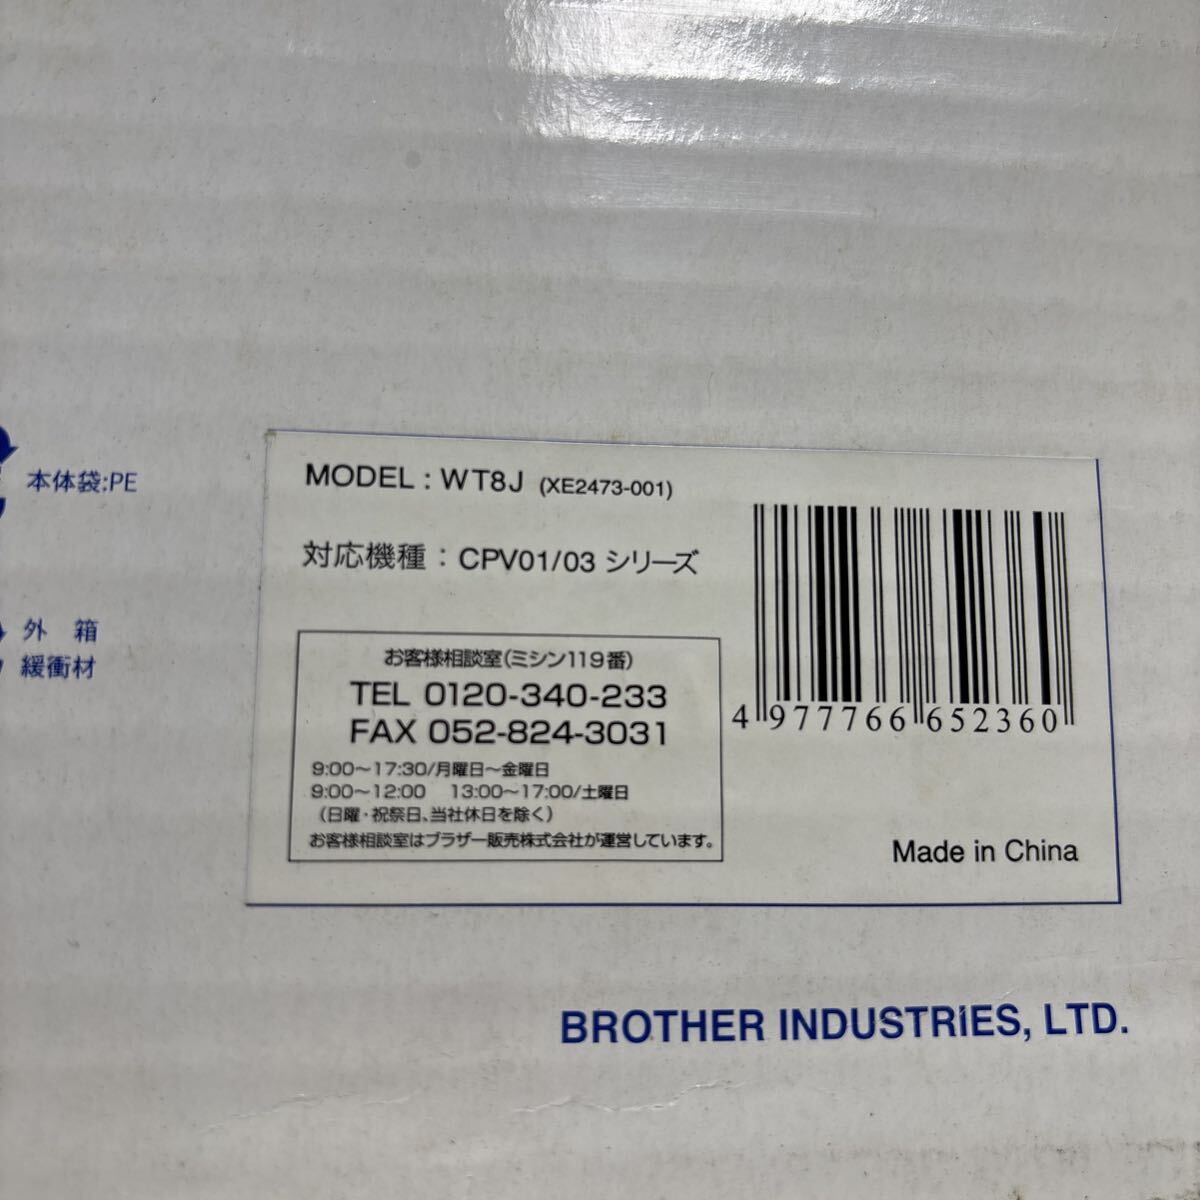 本体袋:PE
外 箱
緩衝材
MODEL : WT8J (XE2473-001)
対応機種 : CPV01/03 シリーズ
お客様相談室(ミシン119番)
TEL 0120-340-233
FAX 052-824-3031
9:00〜17:30/月曜日〜金曜日
9:00〜12:00 13:00〜17:00/土曜日
(日曜・祝祭日、当社休日を除く)
お客様相談室はブラザー販売株式会社が運営しています。
4 977766 652360
Made in China
BROTHER INDUSTRIES, LTD.